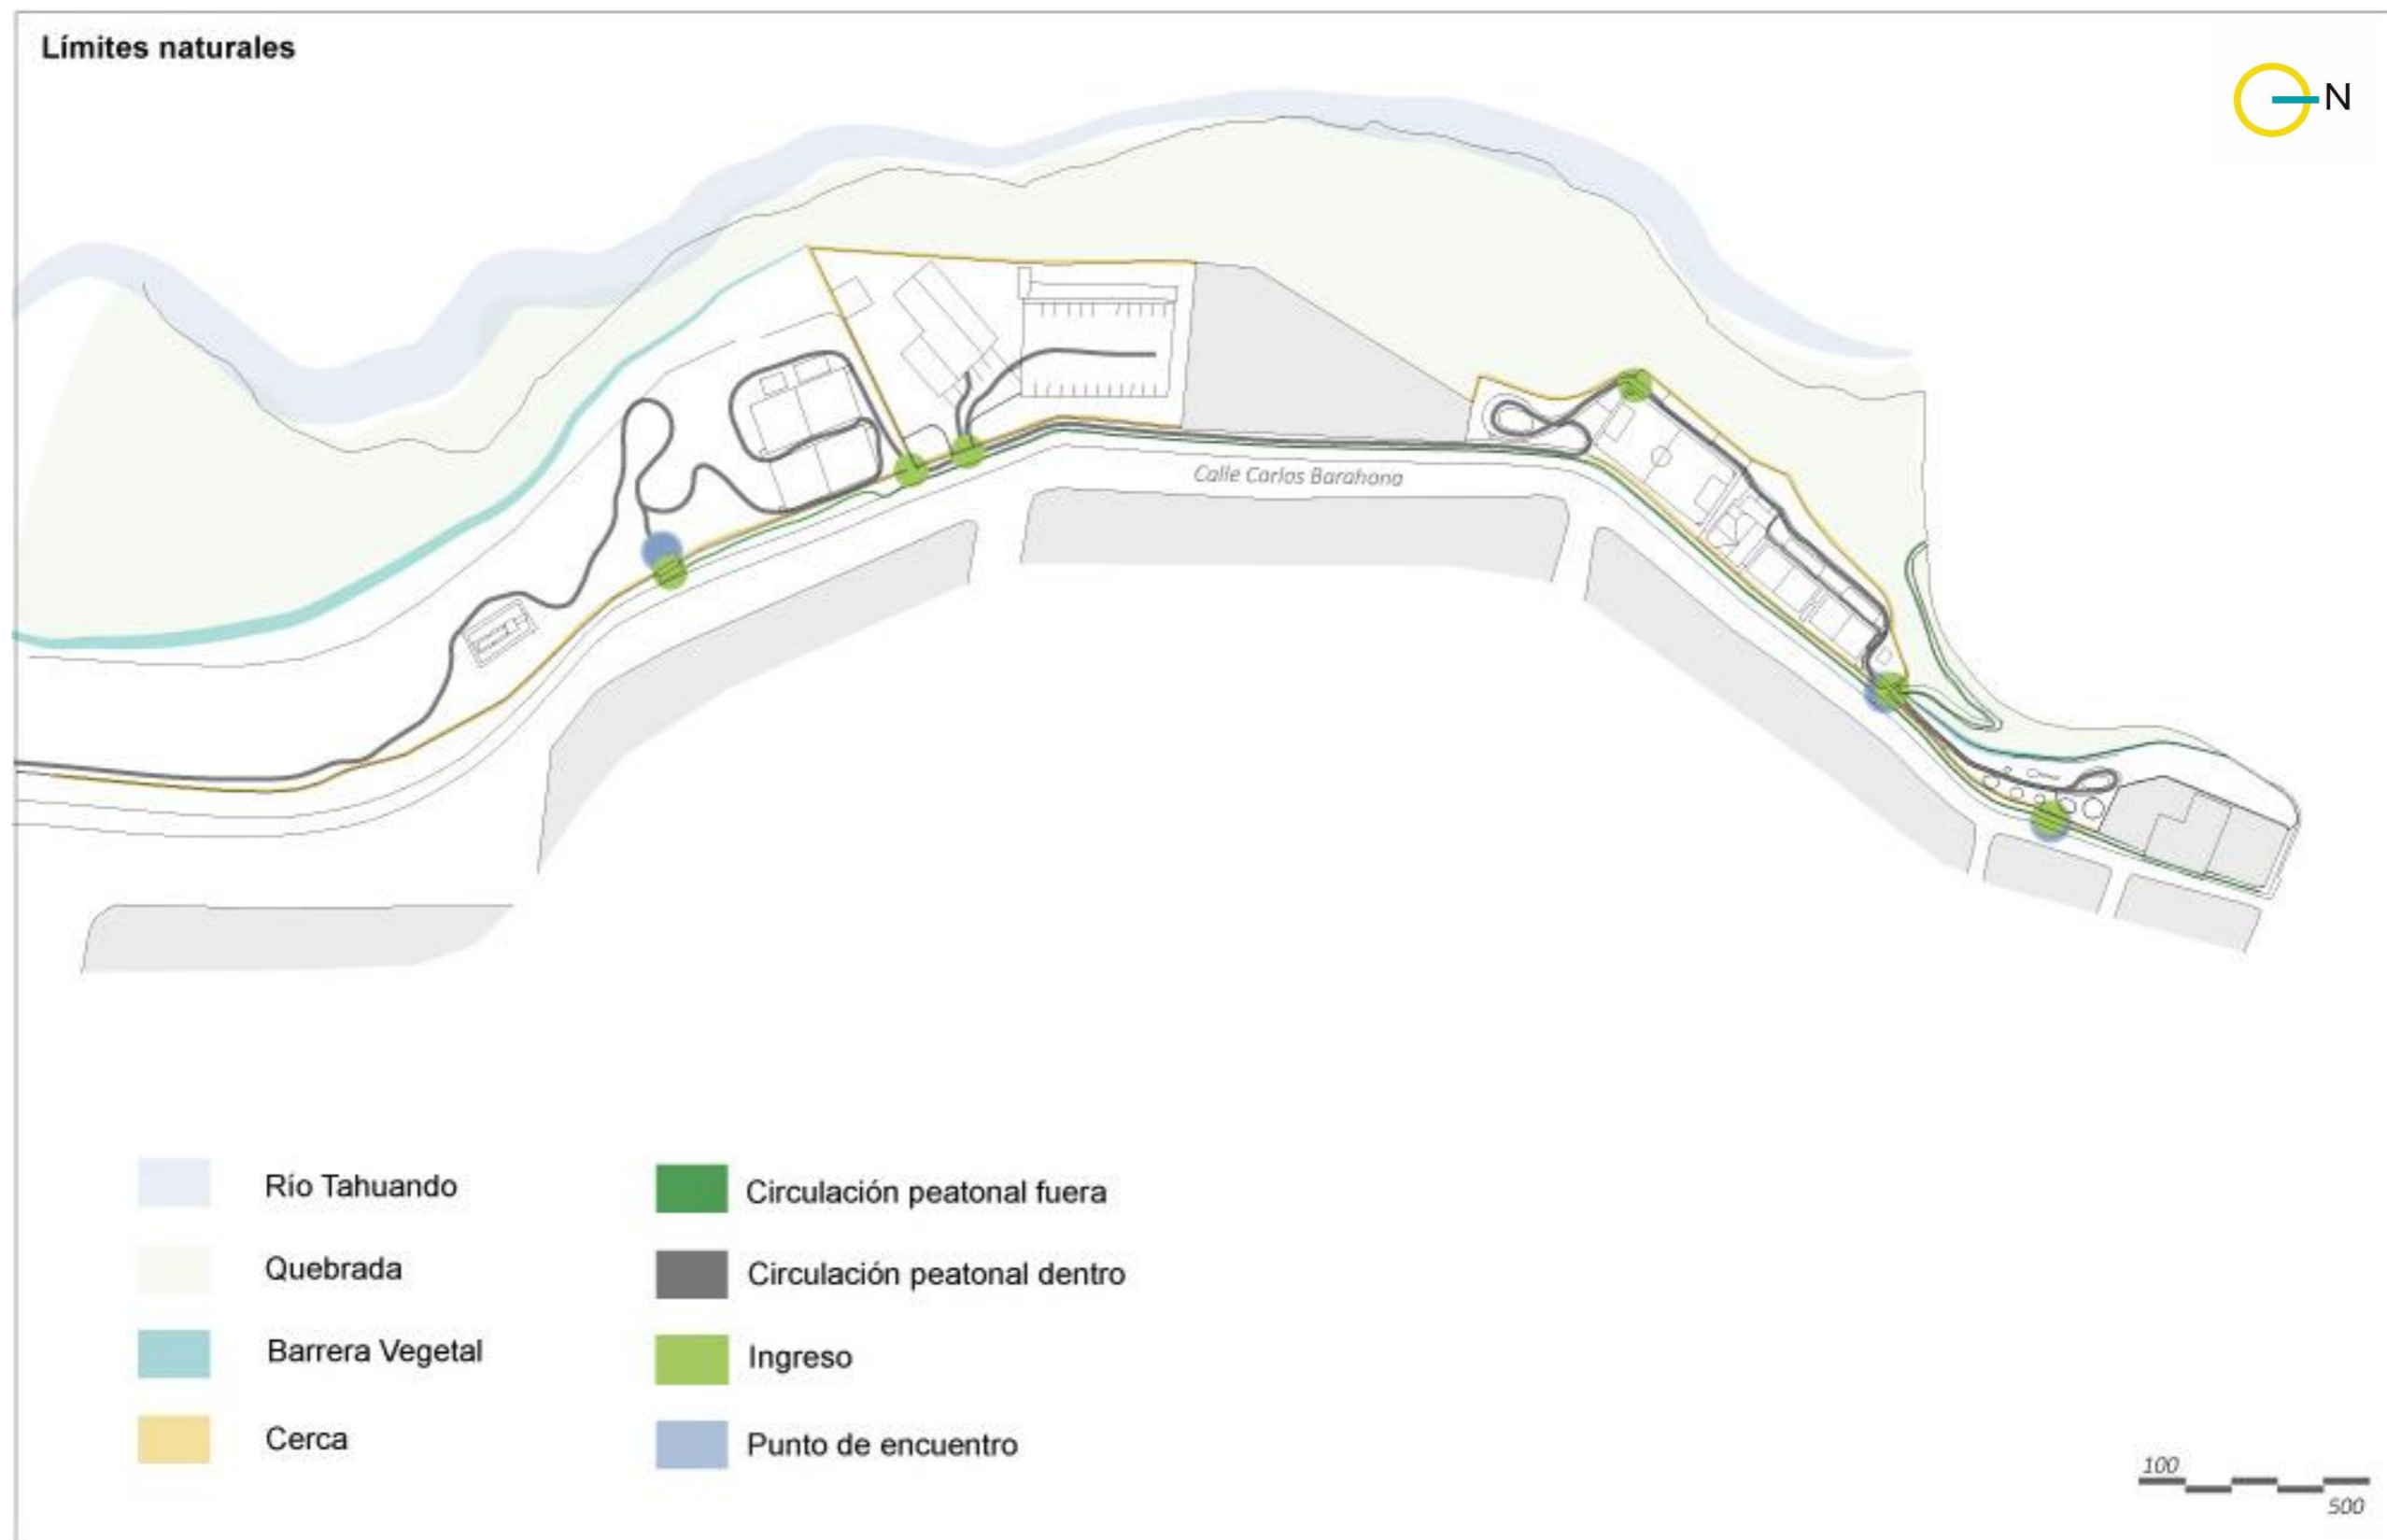 Límites naturales
N
Calle Carlos Barahona
Río Tahuando
Quebrada
Barrera Vegetal
Cerca
Circulación peatonal fuera
Circulación peatonal dentro
Ingreso
Punto de encuentro
100
500